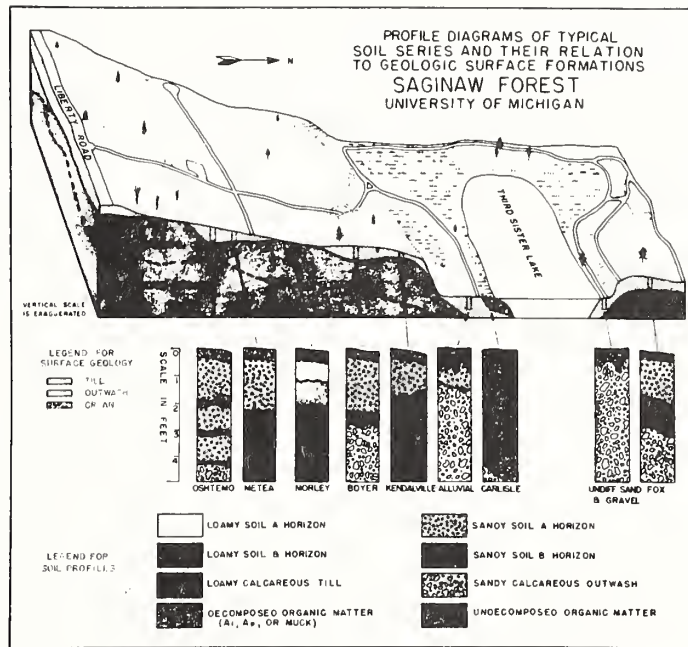 PROFILE DIAGRAMS OF TYPICAL
SOIL SERIES AND THEIR RELATION
TO GEOLOGIC SURFACE FORMATIONS
SAGINAW FOREST
UNIVERSITY OF MICHIGAN
N
LIBERTY ROAD
THIRD SISTER LAKE
VERTICAL SCALE
IS EXAGGERATED
LEGEND FOR
SURFACE GEOLOGY
TILL
OUTWASH
SCALE IN FEET
0
1
2
3
4
OSHTEMO METEA MORLEY BOYER KENDALVILLE ALLUVIAL CARLISLE UNDIFF SAND & GRAVEL FOX
LEGEND FOR
SOIL PROFILES
LOAMY SOIL A HORIZON
LOAMY SOIL B HORIZON
LOAMY CALCAREOUS TILL
DECOMPOSED ORGANIC MATTER
(A₁, Aₚ, OR MUCK)
SANDY SOIL A HORIZON
SANDY SOIL B HORIZON
SANDY CALCAREOUS OUTWASH
UNDECOMPOSED ORGANIC MATTER